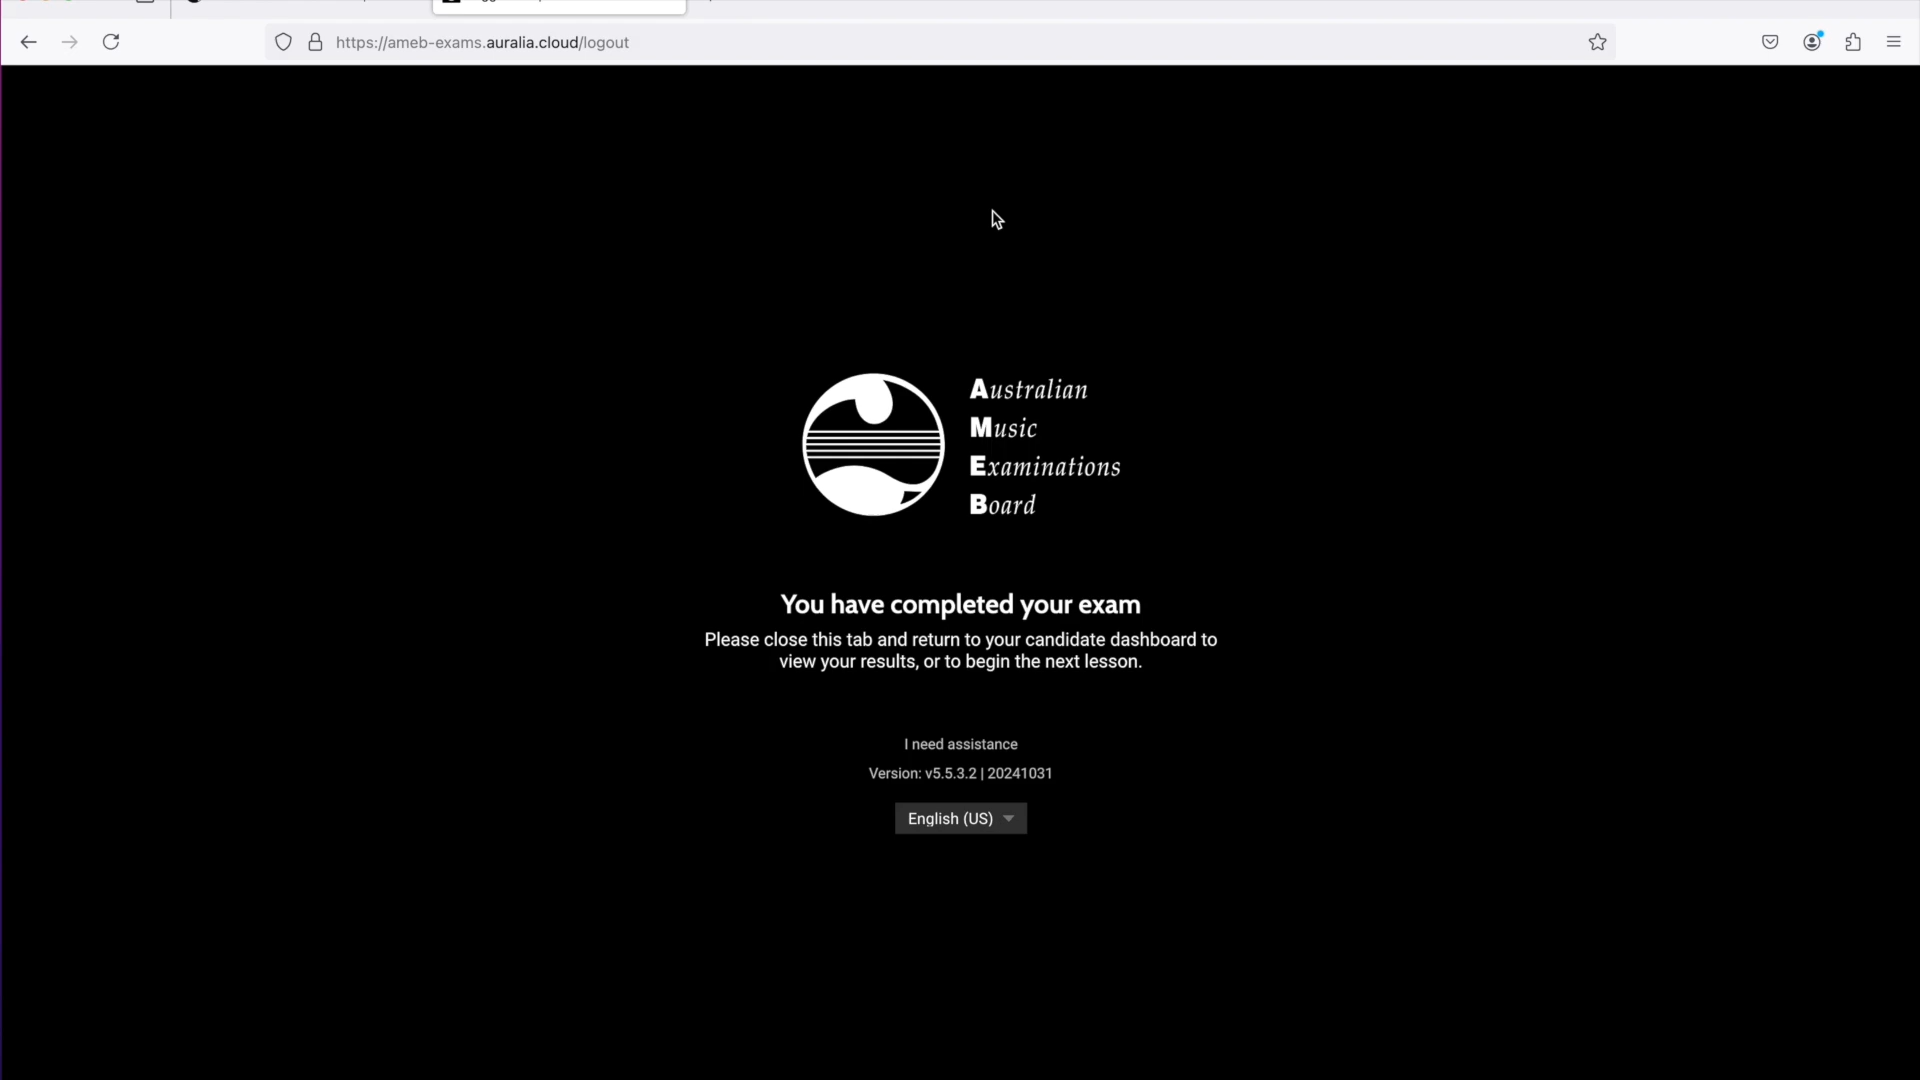 https://ameb-exams.auralia.cloud/logout
Australian
Music
Examinations
Board
You have completed your exam
Please close this tab and return to your candidate dashboard to
view your results, or to begin the next lesson.
I need assistance
Version: v5.5.3.2 | 20241031
English (US)